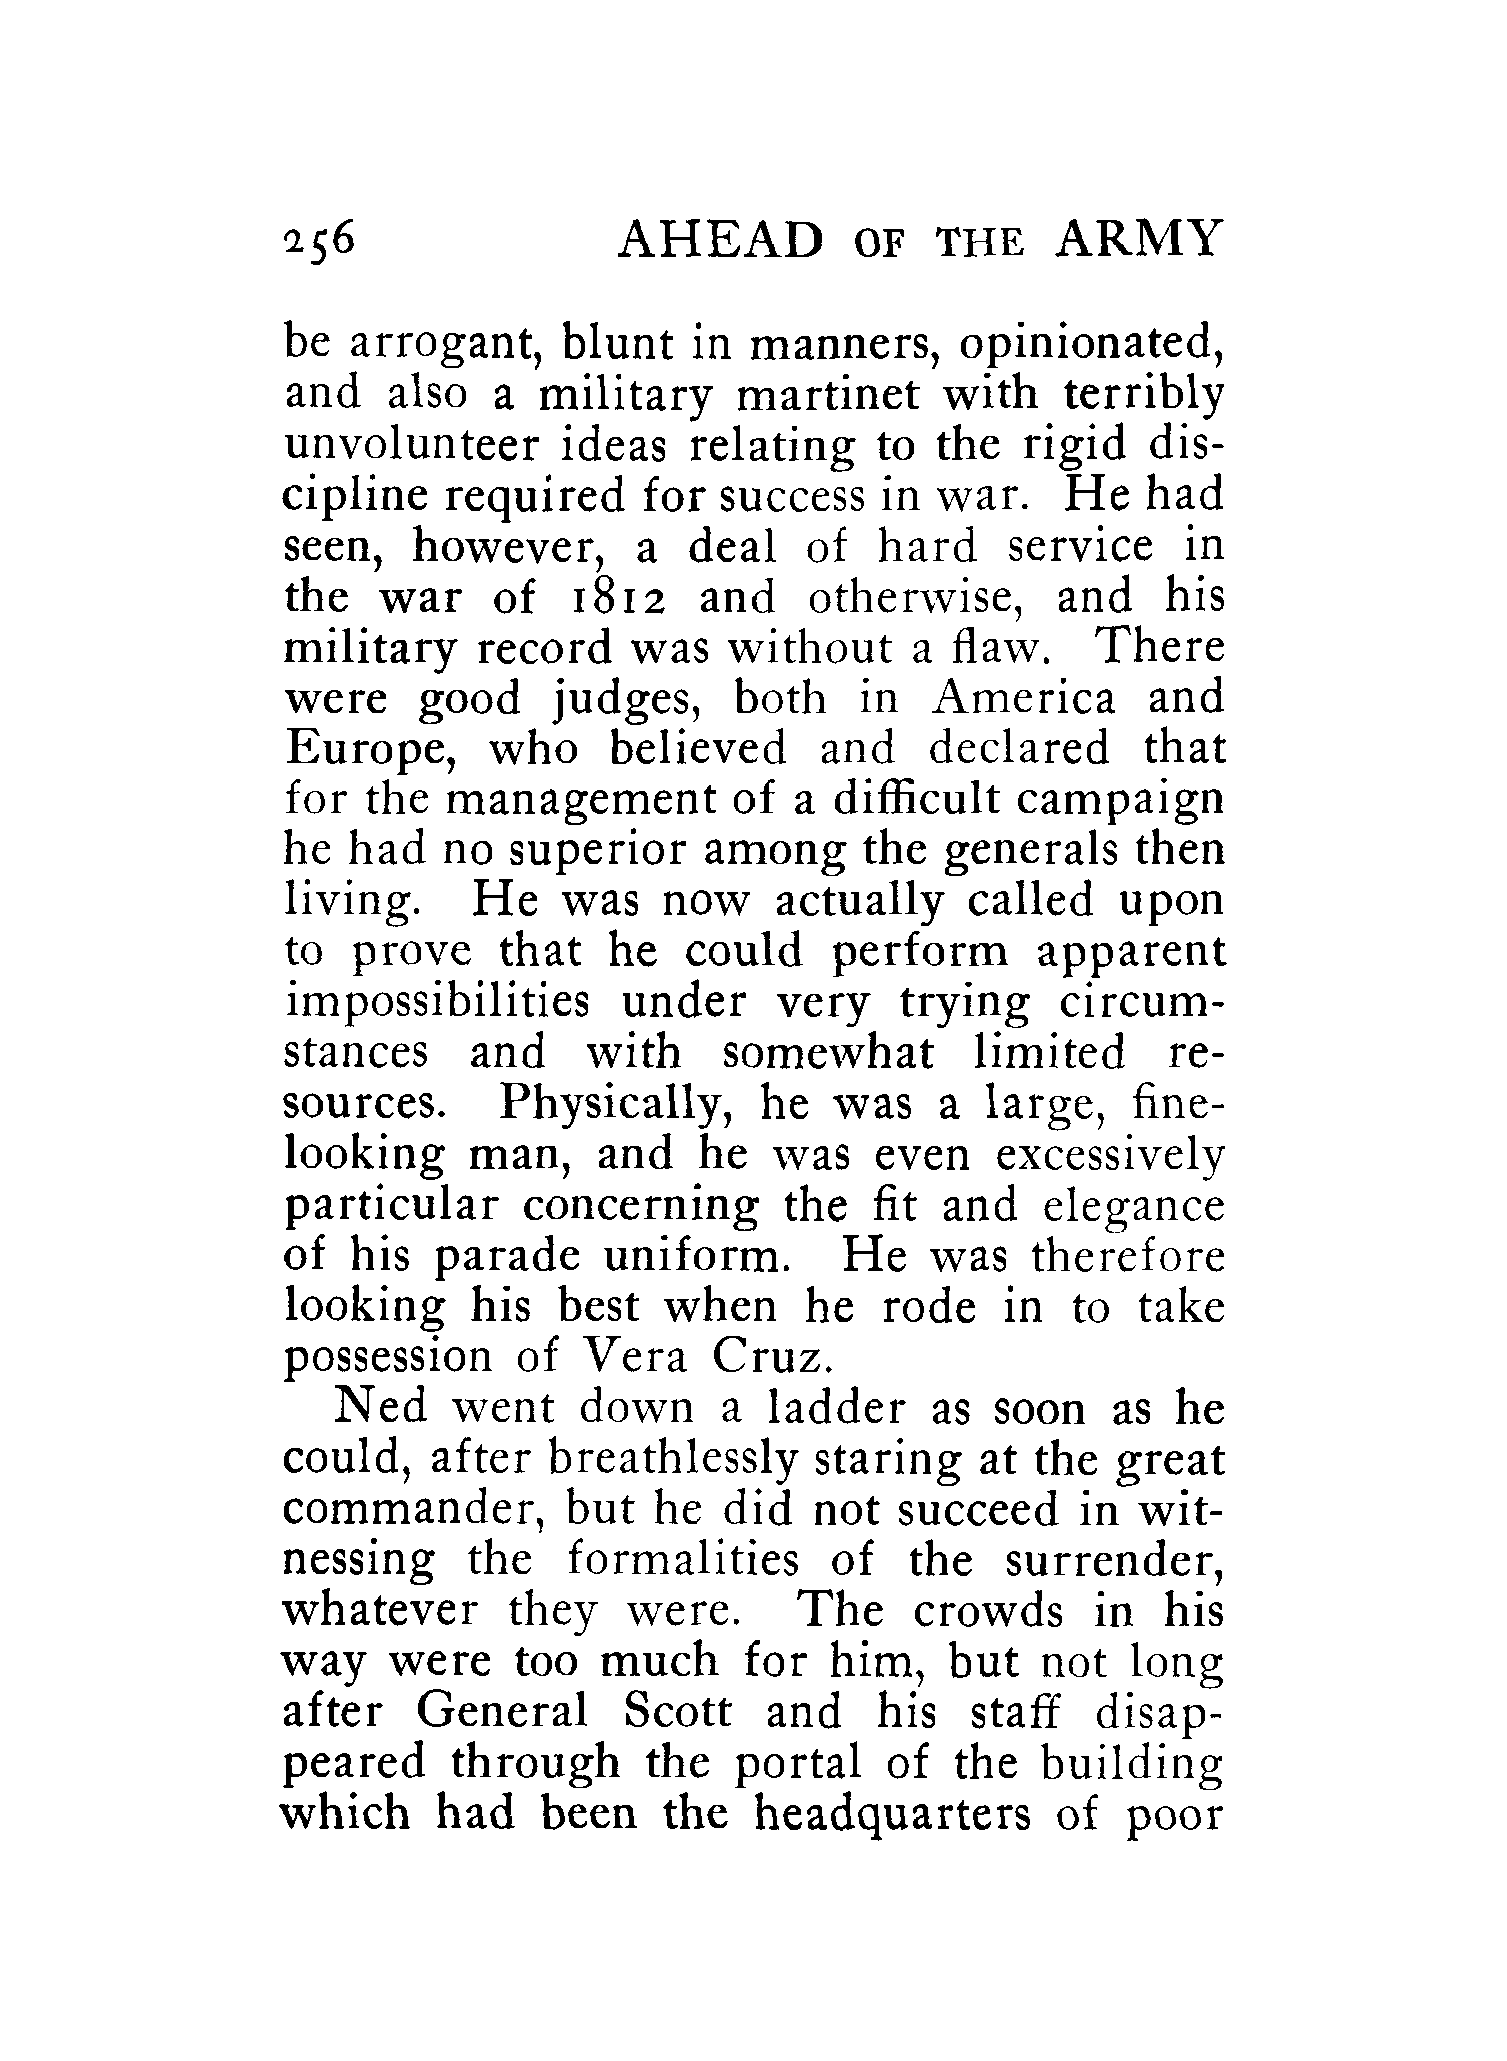 256 AHEAD OF THE ARMY
be arrogant, blunt in manners, opinionated,
and also a military martinet with terribly
unvolunteer ideas relating to the rigid dis-
cipline required for success in war. He had
seen, however, a deal of hard service in
the war of 1812 and otherwise, and his
military record was without a flaw. There
were good judges, both in America and
Europe, who believed and declared that
for the management of a difficult campaign
he had no superior among the generals then
living. He was now actually called upon
to prove that he could perform apparent
impossibilities under very trying circum-
stances and with somewhat limited re-
sources. Physically, he was a large, fine-
looking man, and he was even excessively
particular concerning the fit and elegance
of his parade uniform. He was therefore
looking his best when he rode in to take
possession of Vera Cruz.
Ned went down a ladder as soon as he
could, after breathlessly staring at the great
commander, but he did not succeed in wit-
nessing the formalities of the surrender,
whatever they were. The crowds in his
way were too much for him, but not long
after General Scott and his staff disap-
peared through the portal of the building
which had been the headquarters of poor